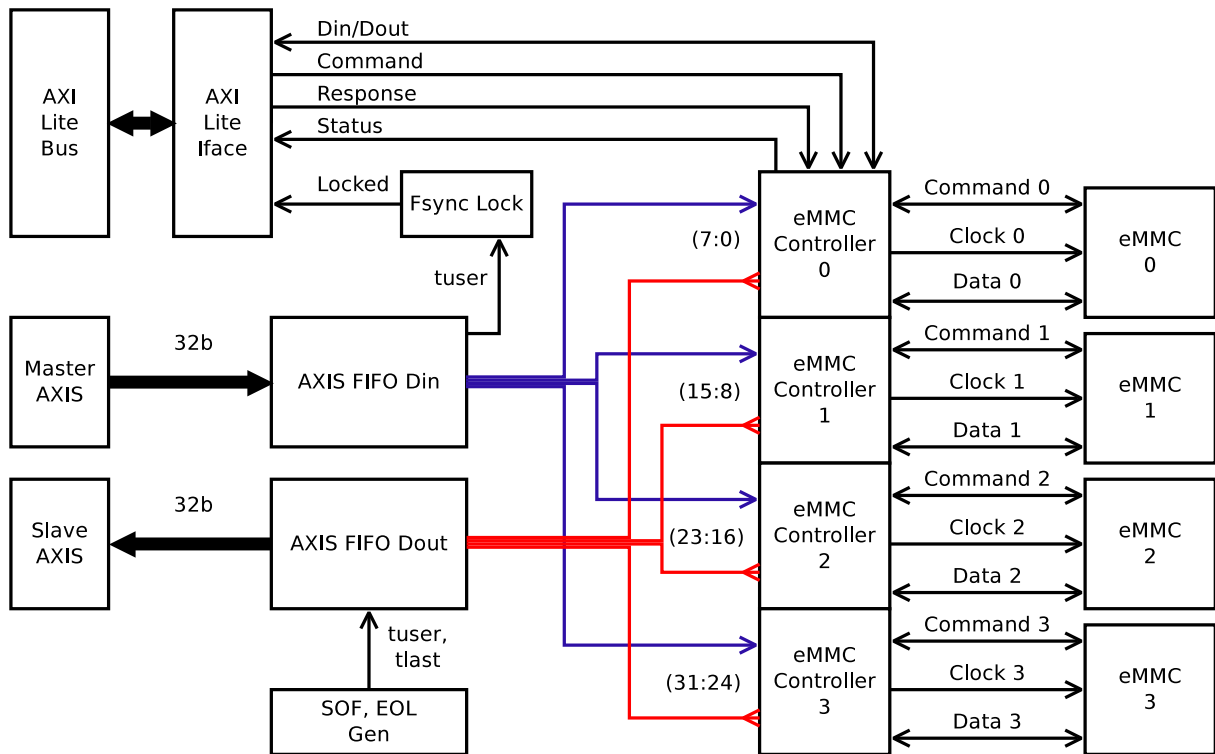 AXI
Lite
Bus
AXI
Lite
Iface
Din/Dout
Command
Response
Status
Locked
Fsync Lock
tuser
Master
AXIS
32b
AXIS FIFO Din
Slave
AXIS
32b
AXIS FIFO Dout
tuser,
tlast
SOF, EOL
Gen
(7:0)
(15:8)
(23:16)
(31:24)
eMMC
Controller
0
eMMC
Controller
1
eMMC
Controller
2
eMMC
Controller
3
Command 0
Clock 0
Data 0
Command 1
Clock 1
Data 1
Command 2
Clock 2
Data 2
Command 3
Clock 3
Data 3
eMMC
0
eMMC
1
eMMC
2
eMMC
3